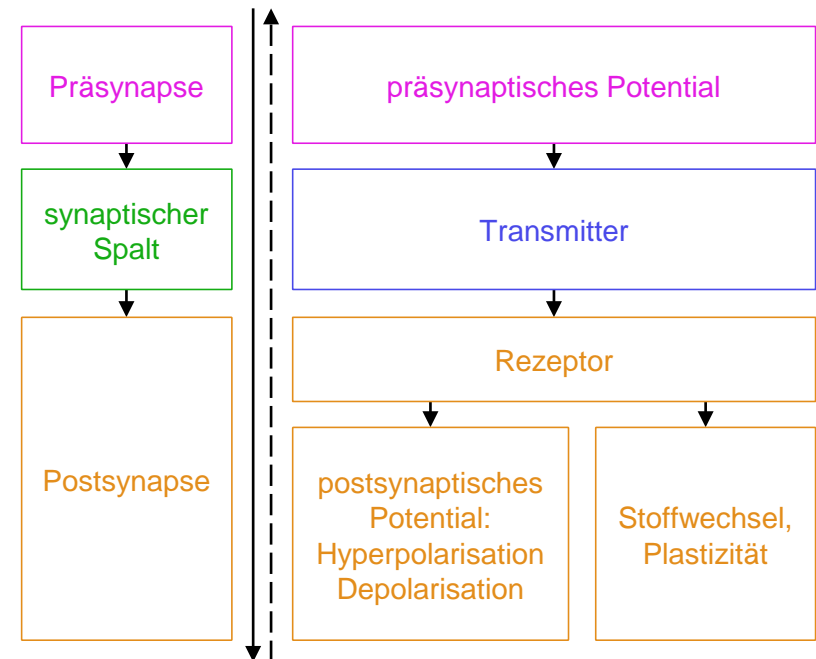 Präsynapse
präsynaptisches Potential
synaptischer
Spalt
Transmitter
Rezeptor
Postsynapse
postsynaptisches
Potential:
Hyperpolarisation
Depolarisation
Stoffwechsel,
Plastizität